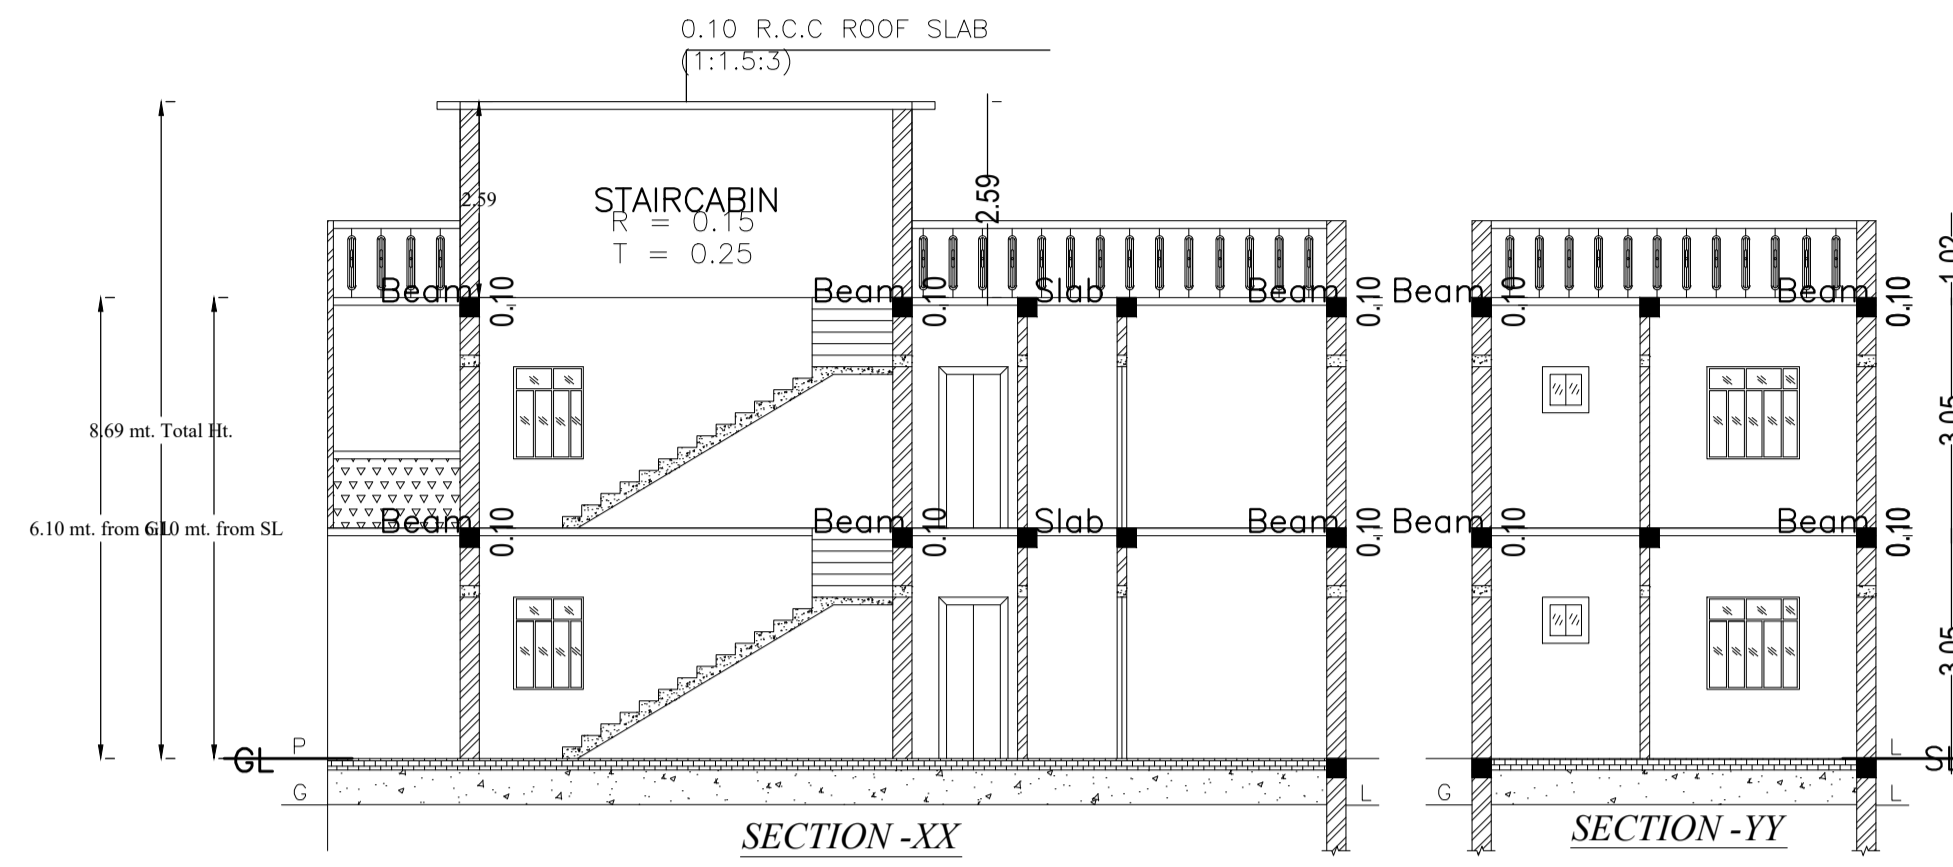 0.10 R.C.C ROOF SLAB
(1:1.5:3)
2.59
STAIRCABIN
R = 0.15
T = 0.25
2.59
1.02
Beam 0.10 Beam 0.10 Slab Beam 0.10 Beam 0.10 Beam 0.10
8.69 mt. Total Ht.
3.05
6.10 mt. from GL 6.10 mt. from SL
Beam 0.10 Beam 0.10 Slab Beam 0.10 Beam 0.10 Beam 0.10
3.05
GL P L SL
G L G L
SECTION -XX
SECTION -YY